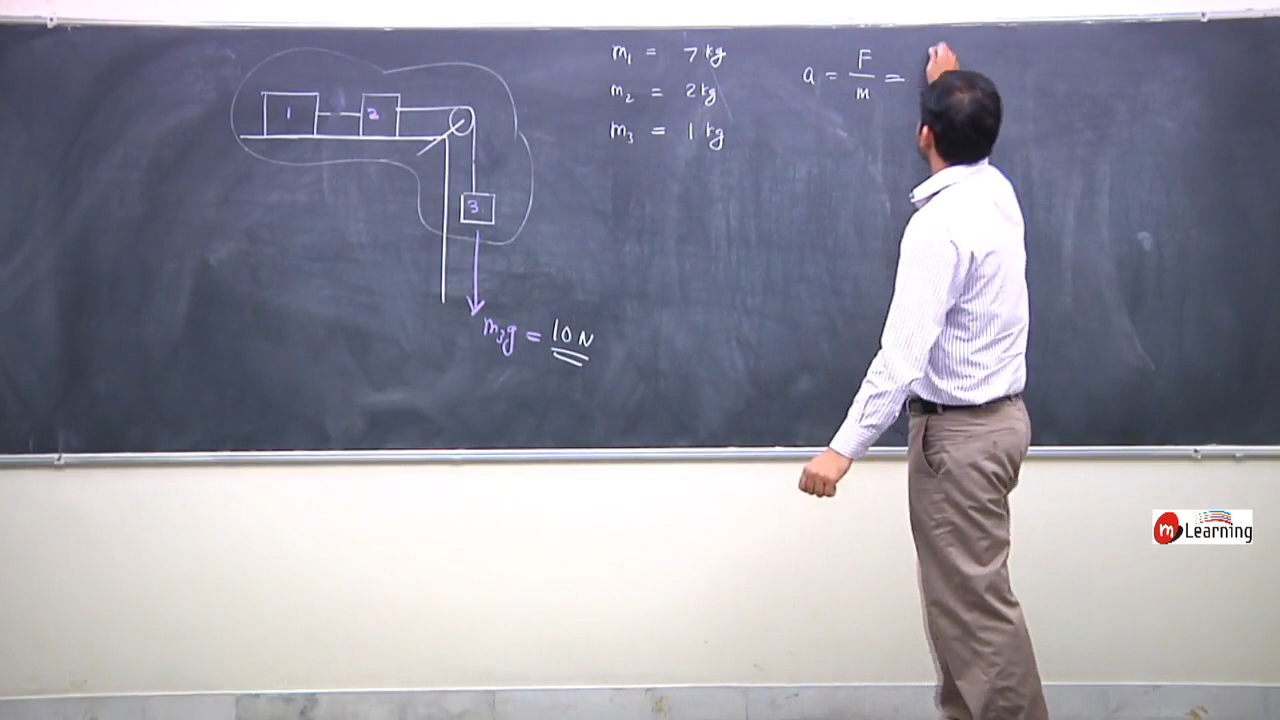 1
2
3
m₃g = 10 N
m₁ = 7 kg
m₂ = 2 kg
m₃ = 1 kg
a = F/m =
m Learning